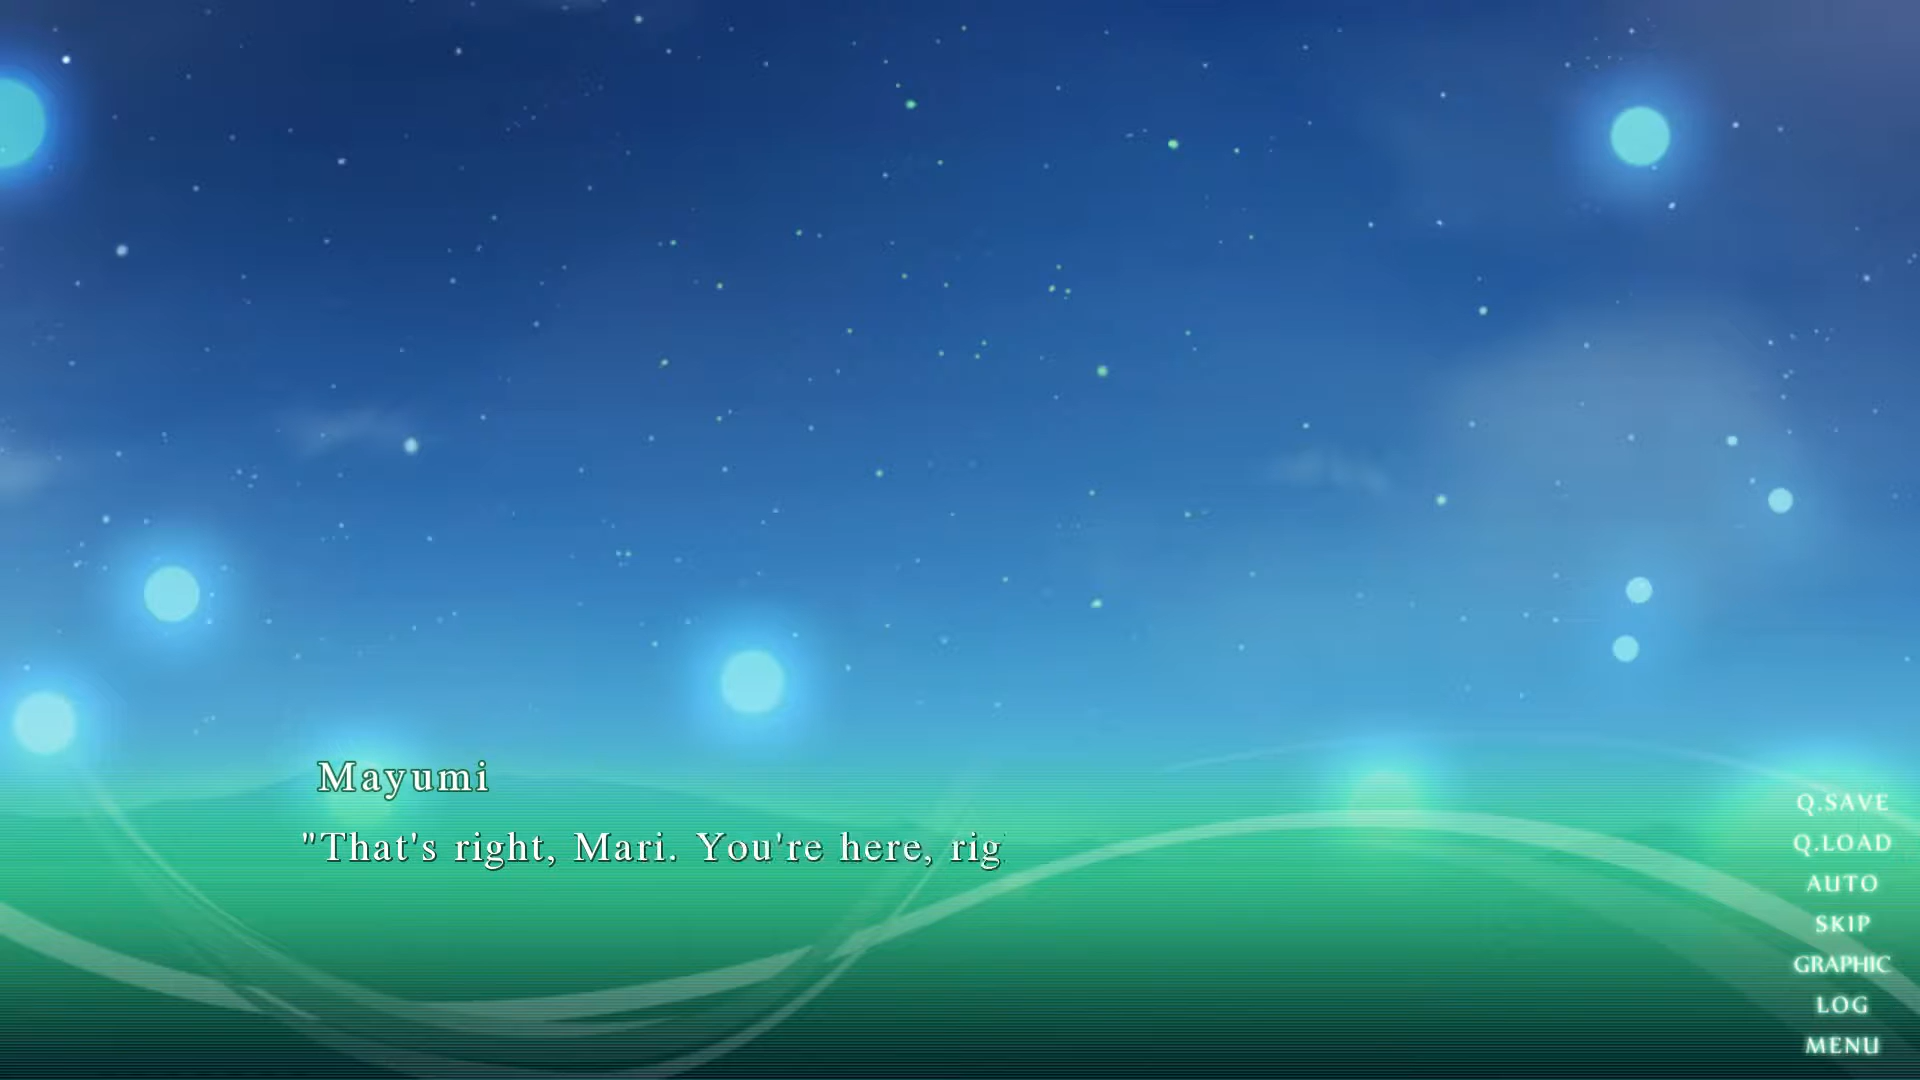 Mayumi
"That's right, Mari. You're here, rig
Q.SAVE
Q.LOAD
AUTO
SKIP
GRAPHIC
LOG
MENU